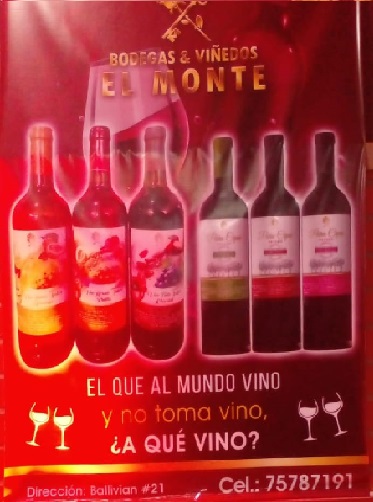 BODEGAS & VIÑEDOS
EL MONTE
EL QUE AL MUNDO VINO
y no toma vino,
¿A QUÉ VINO?
Dirección: Ballivian #21
Cel.: 75787191